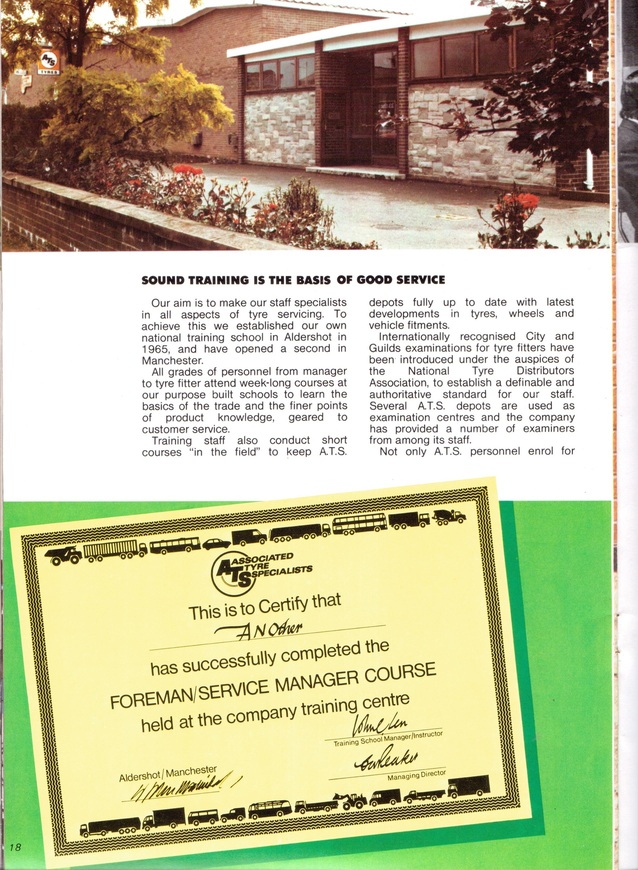 ATS
TYRES
SOUND TRAINING IS THE BASIS OF GOOD SERVICE
Our aim is to make our staff specialists
in all aspects of tyre servicing. To
achieve this we established our own
national training school in Aldershot in
1965, and have opened a second in
Manchester.
All grades of personnel from manager
to tyre fitter attend week-long courses at
our purpose built schools to learn the
basics of the trade and the finer points
of product knowledge, geared to
customer service.
Training staff also conduct short
courses "in the field" to keep A.T.S.
depots fully up to date with latest
developments in tyres, wheels and
vehicle fitments.
Internationally recognised City and
Guilds examinations for tyre fitters have
been introduced under the auspices of
the National Tyre Distributors
Association, to establish a definable and
authoritative standard for our staff.
Several A.T.S. depots are used as
examination centres and the company
has provided a number of examiners
from among its staff.
Not only A.T.S. personnel enrol for
ATS
ASSOCIATED
TYRE
SPECIALISTS
This is to Certify that
A N Other
has successfully completed the
FOREMAN/SERVICE MANAGER COURSE
held at the company training centre
Training School Manager/Instructor
Aldershot/Manchester
Managing Director
18